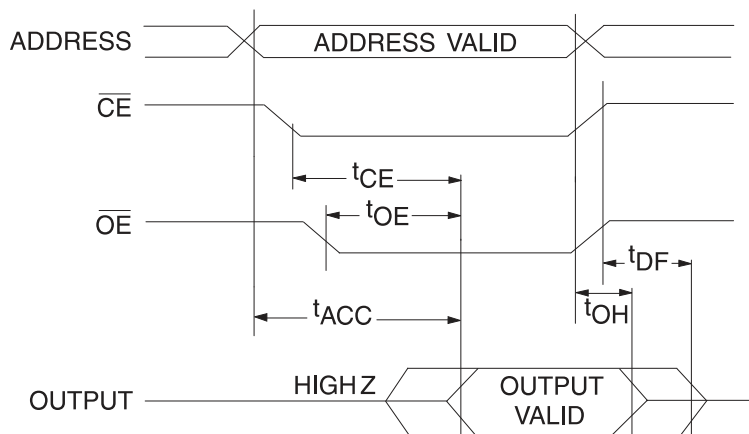 ADDRESS
ADDRESS VALID
CE
tCE
tOE
OE
tDF
tOH
tACC
HIGH Z
OUTPUT
OUTPUT
VALID